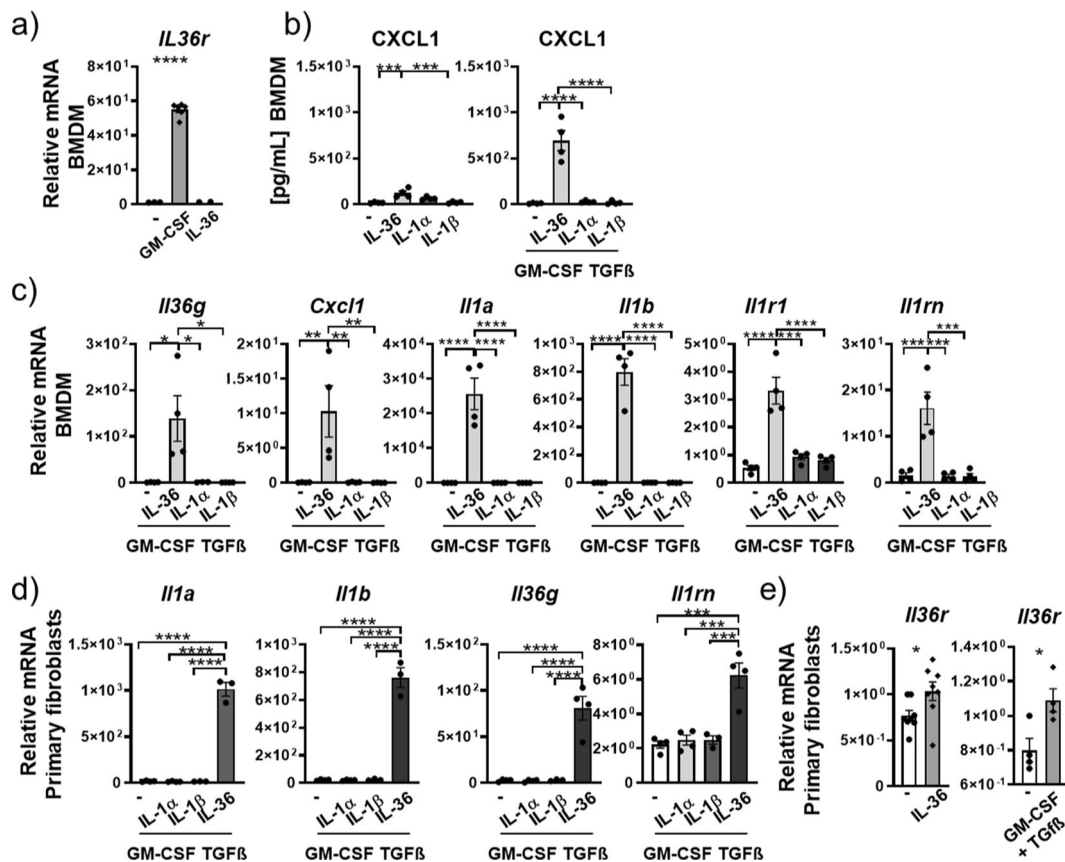 a)
IL36r
****
Relative mRNA
BMDM
8×10¹
6×10¹
4×10¹
2×10¹
0
-
GM-CSF
IL-36
b)
CXCL1
[pg/mL] BMDM
1.5×10³
1×10³
5×10²
0
*** ***
-
IL-36
IL-1α
IL-1β
CXCL1
1.5×10³
1×10³
5×10²
0
****
****
-
IL-36
IL-1α
IL-1β
GM-CSF TGFß
c)
Relative mRNA
BMDM
Il36g
3×10²
2×10²
1×10²
0
*
* *
-
IL-36
IL-1α
IL-1β
GM-CSF TGFß
Cxcl1
2×10¹
1.5×10¹
1×10¹
5×10⁰
0
**
** **
-
IL-36
IL-1α
IL-1β
GM-CSF TGFß
Il1a
4×10⁴
3×10⁴
2×10⁴
1×10⁴
0
****
**** ****
-
IL-36
IL-1α
IL-1β
GM-CSF TGFß
Il1b
1×10³
8×10²
6×10²
4×10²
2×10²
0
****
**** ****
-
IL-36
IL-1α
IL-1β
GM-CSF TGFß
Il1r1
5×10⁰
4×10⁰
3×10⁰
2×10⁰
1×10⁰
0
****
**** ***
-
IL-36
IL-1α
IL-1β
GM-CSF TGFß
Il1rn
3×10¹
2×10¹
1×10¹
0
***
*** ***
-
IL-36
IL-1α
IL-1β
GM-CSF TGFß
d)
Relative mRNA
Primary fibroblasts
Il1a
1.5×10³
1×10³
5×10²
0
****
****
****
-
IL-1α
IL-1β
IL-36
GM-CSF TGFß
Il1b
1×10³
8×10²
6×10²
4×10²
2×10²
0
****
****
****
-
IL-1α
IL-1β
IL-36
GM-CSF TGFß
Il36g
1.5×10²
1×10²
5×10¹
0
****
****
****
-
IL-1α
IL-1β
IL-36
GM-CSF TGFß
Il1rn
8×10⁰
6×10⁰
4×10⁰
2×10⁰
0
***
***
***
-
IL-1α
IL-1β
IL-36
GM-CSF TGFß
e)
Relative mRNA
Primary fibroblasts
Il36r
1.5×10⁰
1×10⁰
5×10⁻¹
0
*
-
IL-36
Il36r
1.4×10⁰
1.2×10⁰
1×10⁰
8×10⁻¹
6×10⁻¹
*
-
GM-CSF
+ TGfß